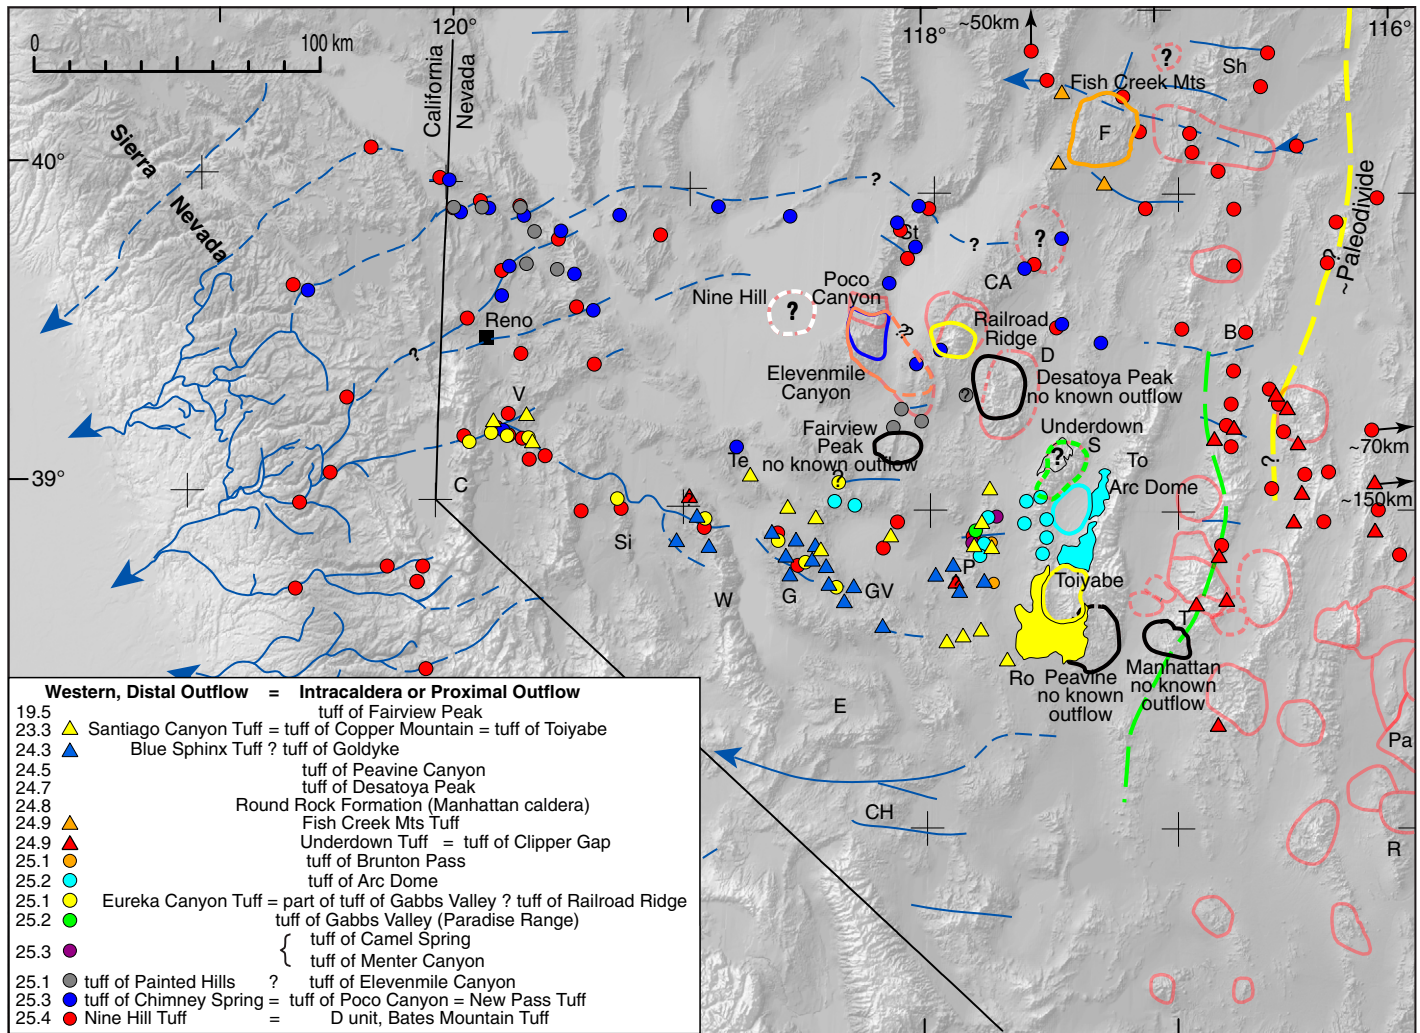 120°
118°
116°
~50km
0 100 km
California
Nevada
Sierra
Nevada
40°
39°
?
Sh
Fish Creek Mts
F
~Paleodivide
?
?
?
?
?
St
CA
Nine Hill
?
Poco
Canyon
??
Railroad
Ridge
Reno
?
B
D
Elevenmile
Canyon
Desatoya Peak
no known outflow
?
V
Fairview
Peak
no known outflow
Underdown
S
?
To
Te
?
Arc Dome
?
~70km
~150km
C
Si
W
G
GV
P
Toiyabe
T
Ro
Peavine
no known
outflow
Manhattan
no known
outflow
E
Pa
CH
R
Western, Distal Outflow = Intracaldera or Proximal Outflow
19.5 tuff of Fairview Peak
23.3 Santiago Canyon Tuff = tuff of Copper Mountain = tuff of Toiyabe
24.3 Blue Sphinx Tuff ? tuff of Goldyke
24.5 tuff of Peavine Canyon
24.7 tuff of Desatoya Peak
24.8 Round Rock Formation (Manhattan caldera)
24.9 Fish Creek Mts Tuff
24.9 Underdown Tuff = tuff of Clipper Gap
25.1 tuff of Brunton Pass
25.2 tuff of Arc Dome
25.1 Eureka Canyon Tuff = part of tuff of Gabbs Valley ? tuff of Railroad Ridge
25.2 tuff of Gabbs Valley (Paradise Range)
25.3 { tuff of Camel Spring
tuff of Menter Canyon
25.1 tuff of Painted Hills ? tuff of Elevenmile Canyon
25.3 tuff of Chimney Spring = tuff of Poco Canyon = New Pass Tuff
25.4 Nine Hill Tuff = D unit, Bates Mountain Tuff